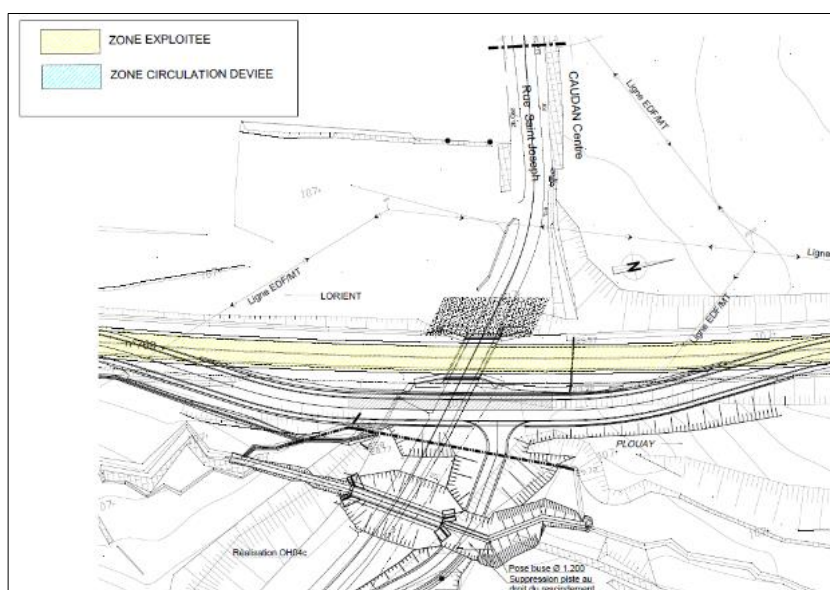 ZONE EXPLOITEE
ZONE CIRCULATION DEVIEE
Rue Saint Joseph
CAUDAN Centre
Ligne EDF/MT
Ligne
N
Ligne EDF/MT
LORIENT
Ligne EDF/MT
PLOUAY
Réalisation OH04c
Pose buse Ø 1.200
Suppression piste au
droit du raccordement